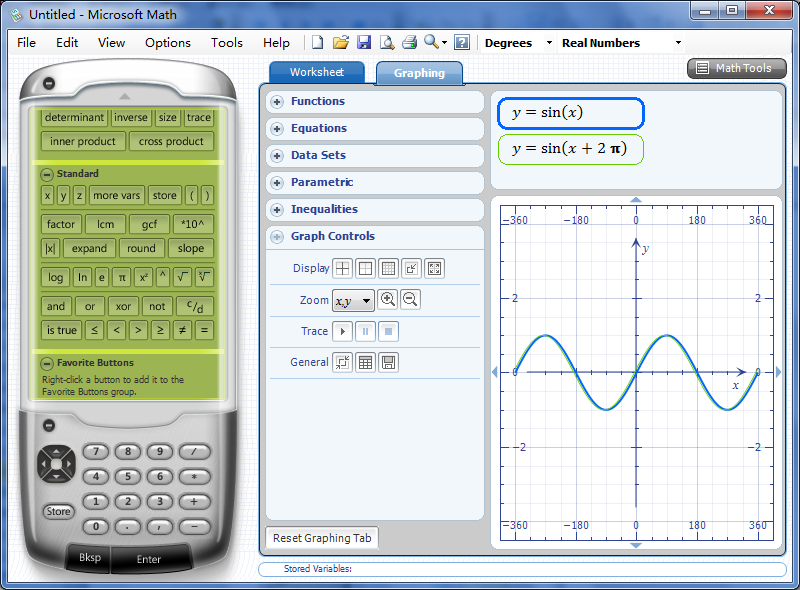 Untitled - Microsoft Math
File Edit View Options Tools Help Degrees Real Numbers
Worksheet Graphing Math Tools
determinant inverse size trace
inner product cross product
Standard
x y z more vars store ( )
factor lcm gcf *10^
|x| expand round slope
log ln e π x² ^ √ ∛
and or xor not c/d
is true ≤ < > ≥ ≠ =
Favorite Buttons
Right-click a button to add it to the
Favorite Buttons group.
7 8 9 /
4 5 6 *
1 2 3 +
Store
0 . , −
Bksp Enter
Functions
Equations
Data Sets
Parametric
Inequalities
Graph Controls
Display
Zoom x,y
Trace
General
Reset Graphing Tab
y = sin(x)
y = sin(x + 2 π)
−360 −180 0 180 360
y
2 2
0 0
x
−2 −2
−360 −180 0 180 360
Stored Variables: